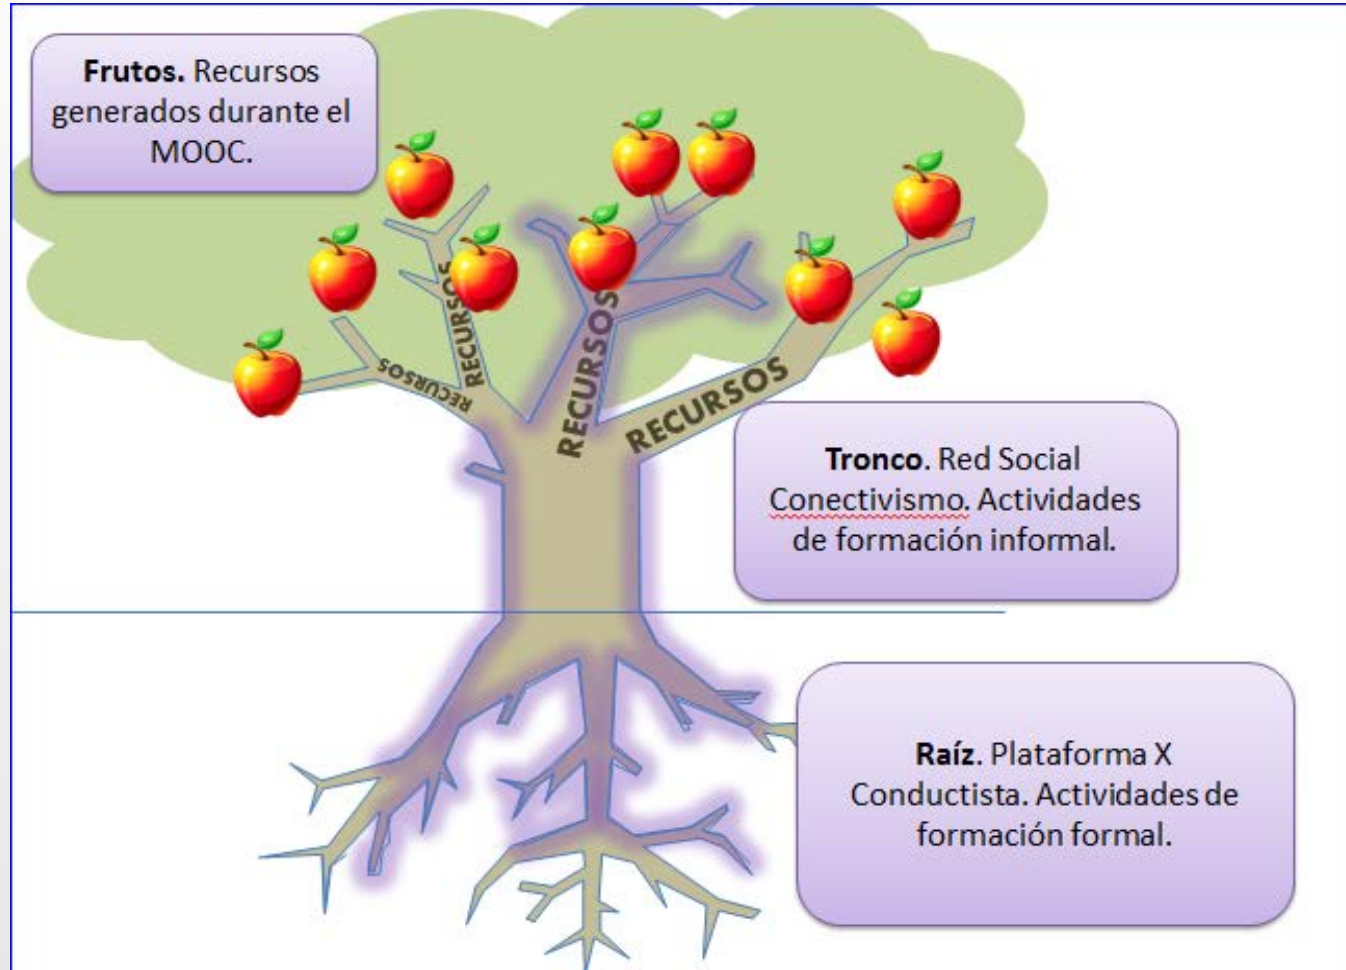 Frutos. Recursos
generados durante el
MOOC.
RECURSOS
RECURSOS
RECURSOS
RECURSOS
Tronco. Red Social
Conectivismo. Actividades
de formación informal.
Raíz. Plataforma X
Conductista. Actividades de
formación formal.